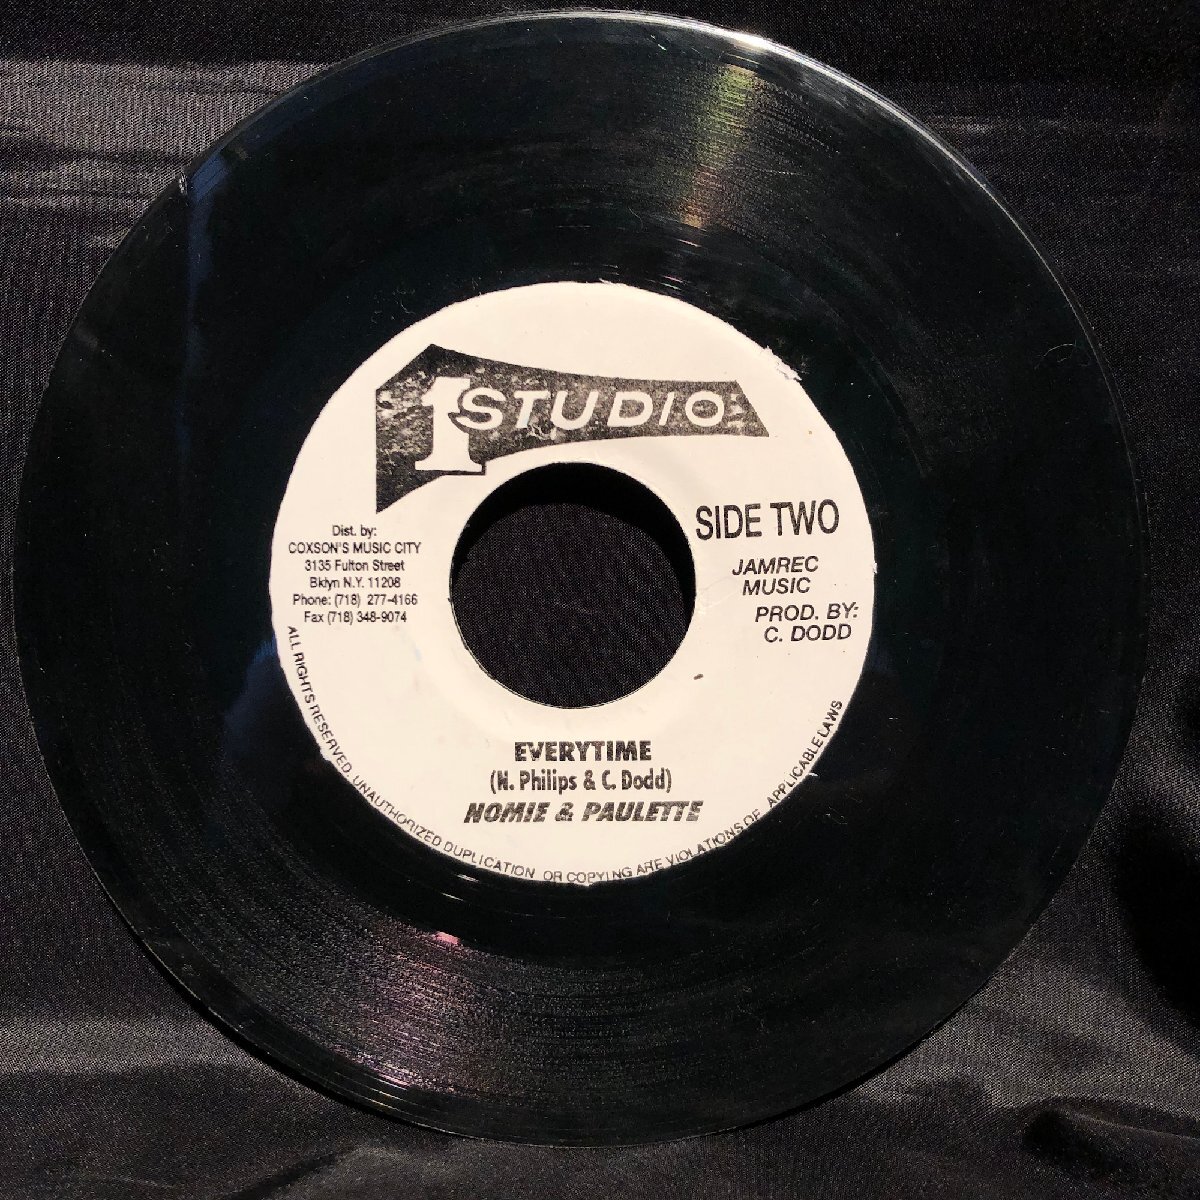 1 STUDIO
SIDE TWO
Dist. by:
COXSON'S MUSIC CITY
3135 Fulton Street
Bklyn N.Y. 11208
Phone: (718) 277-4166
Fax (718) 348-9074
JAMREC
MUSIC
PROD. BY:
C. DODD
EVERYTIME
(N. Philips & C. Dodd)
NOMIE & PAULETTE
ALL RIGHTS RESERVED. UNAUTHORIZED DUPLICATION OR COPYING ARE VIOLATIONS OF APPLICABLE LAWS